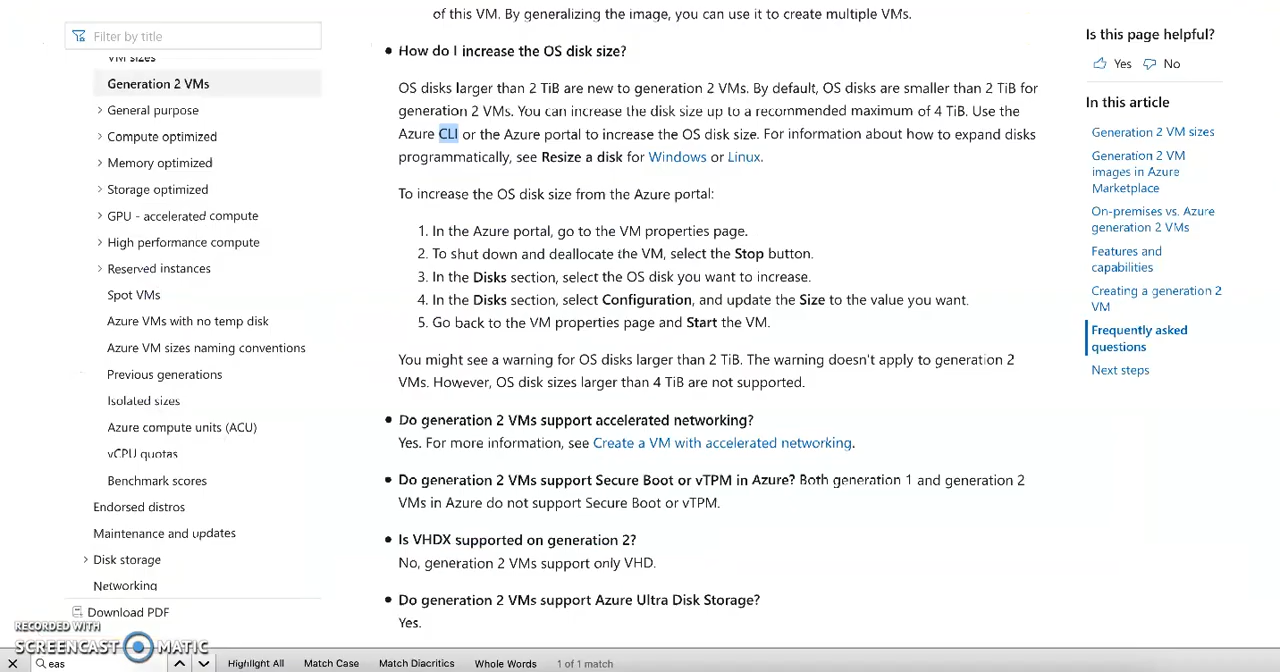 of this VM. By generalizing the image, you can use it to create multiple VMs.
Filter by title
VM sizes
Generation 2 VMs
General purpose
Compute optimized
Memory optimized
Storage optimized
GPU - accelerated compute
High performance compute
Reserved instances
Spot VMs
Azure VMs with no temp disk
Azure VM sizes naming conventions
Previous generations
Isolated sizes
Azure compute units (ACU)
vCPU quotas
Benchmark scores
Endorsed distros
Maintenance and updates
Disk storage
Networking
Download PDF
• How do I increase the OS disk size?
OS disks larger than 2 TiB are new to generation 2 VMs. By default, OS disks are smaller than 2 TiB for
generation 2 VMs. You can increase the disk size up to a recommended maximum of 4 TiB. Use the
Azure CLI or the Azure portal to increase the OS disk size. For information about how to expand disks
programmatically, see Resize a disk for Windows or Linux.
To increase the OS disk size from the Azure portal:
1. In the Azure portal, go to the VM properties page.
2. To shut down and deallocate the VM, select the Stop button.
3. In the Disks section, select the OS disk you want to increase.
4. In the Disks section, select Configuration, and update the Size to the value you want.
5. Go back to the VM properties page and Start the VM.
You might see a warning for OS disks larger than 2 TiB. The warning doesn't apply to generation 2
VMs. However, OS disk sizes larger than 4 TiB are not supported.
• Do generation 2 VMs support accelerated networking?
Yes. For more information, see Create a VM with accelerated networking.
• Do generation 2 VMs support Secure Boot or vTPM in Azure? Both generation 1 and generation 2
VMs in Azure do not support Secure Boot or vTPM.
• Is VHDX supported on generation 2?
No, generation 2 VMs support only VHD.
• Do generation 2 VMs support Azure Ultra Disk Storage?
Yes.
Is this page helpful?
Yes No
In this article
Generation 2 VM sizes
Generation 2 VM
images in Azure
Marketplace
On-premises vs. Azure
generation 2 VMs
Features and
capabilities
Creating a generation 2
VM
Frequently asked
questions
Next steps
RECORDED WITH
SCREENCAST MATIC
eas Highlight All Match Case Match Diacritics Whole Words 1 of 1 match